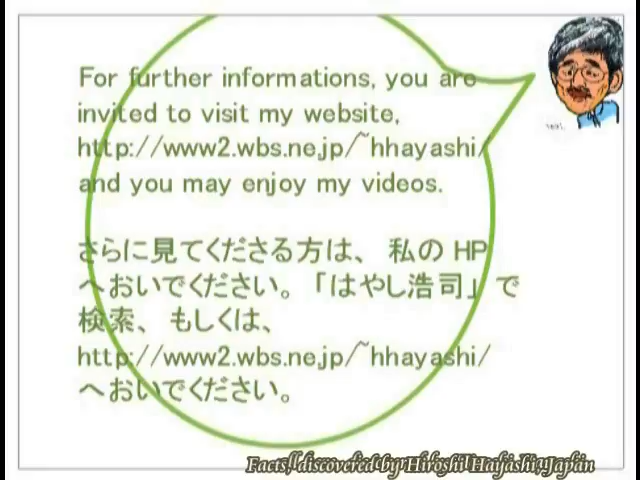 For further informations, you are
invited to visit my website,
http://www2.wbs.ne.jp/~hhayashi/
and you may enjoy my videos.
さらに見てくださる方は、 私の HP
へおいでください。「はやし浩司」 で
検索、 もしくは、
http://www2.wbs.ne.jp/~hhayashi/
へおいでください。
Facts, discovered by Hiroshi Hayashi, Japan